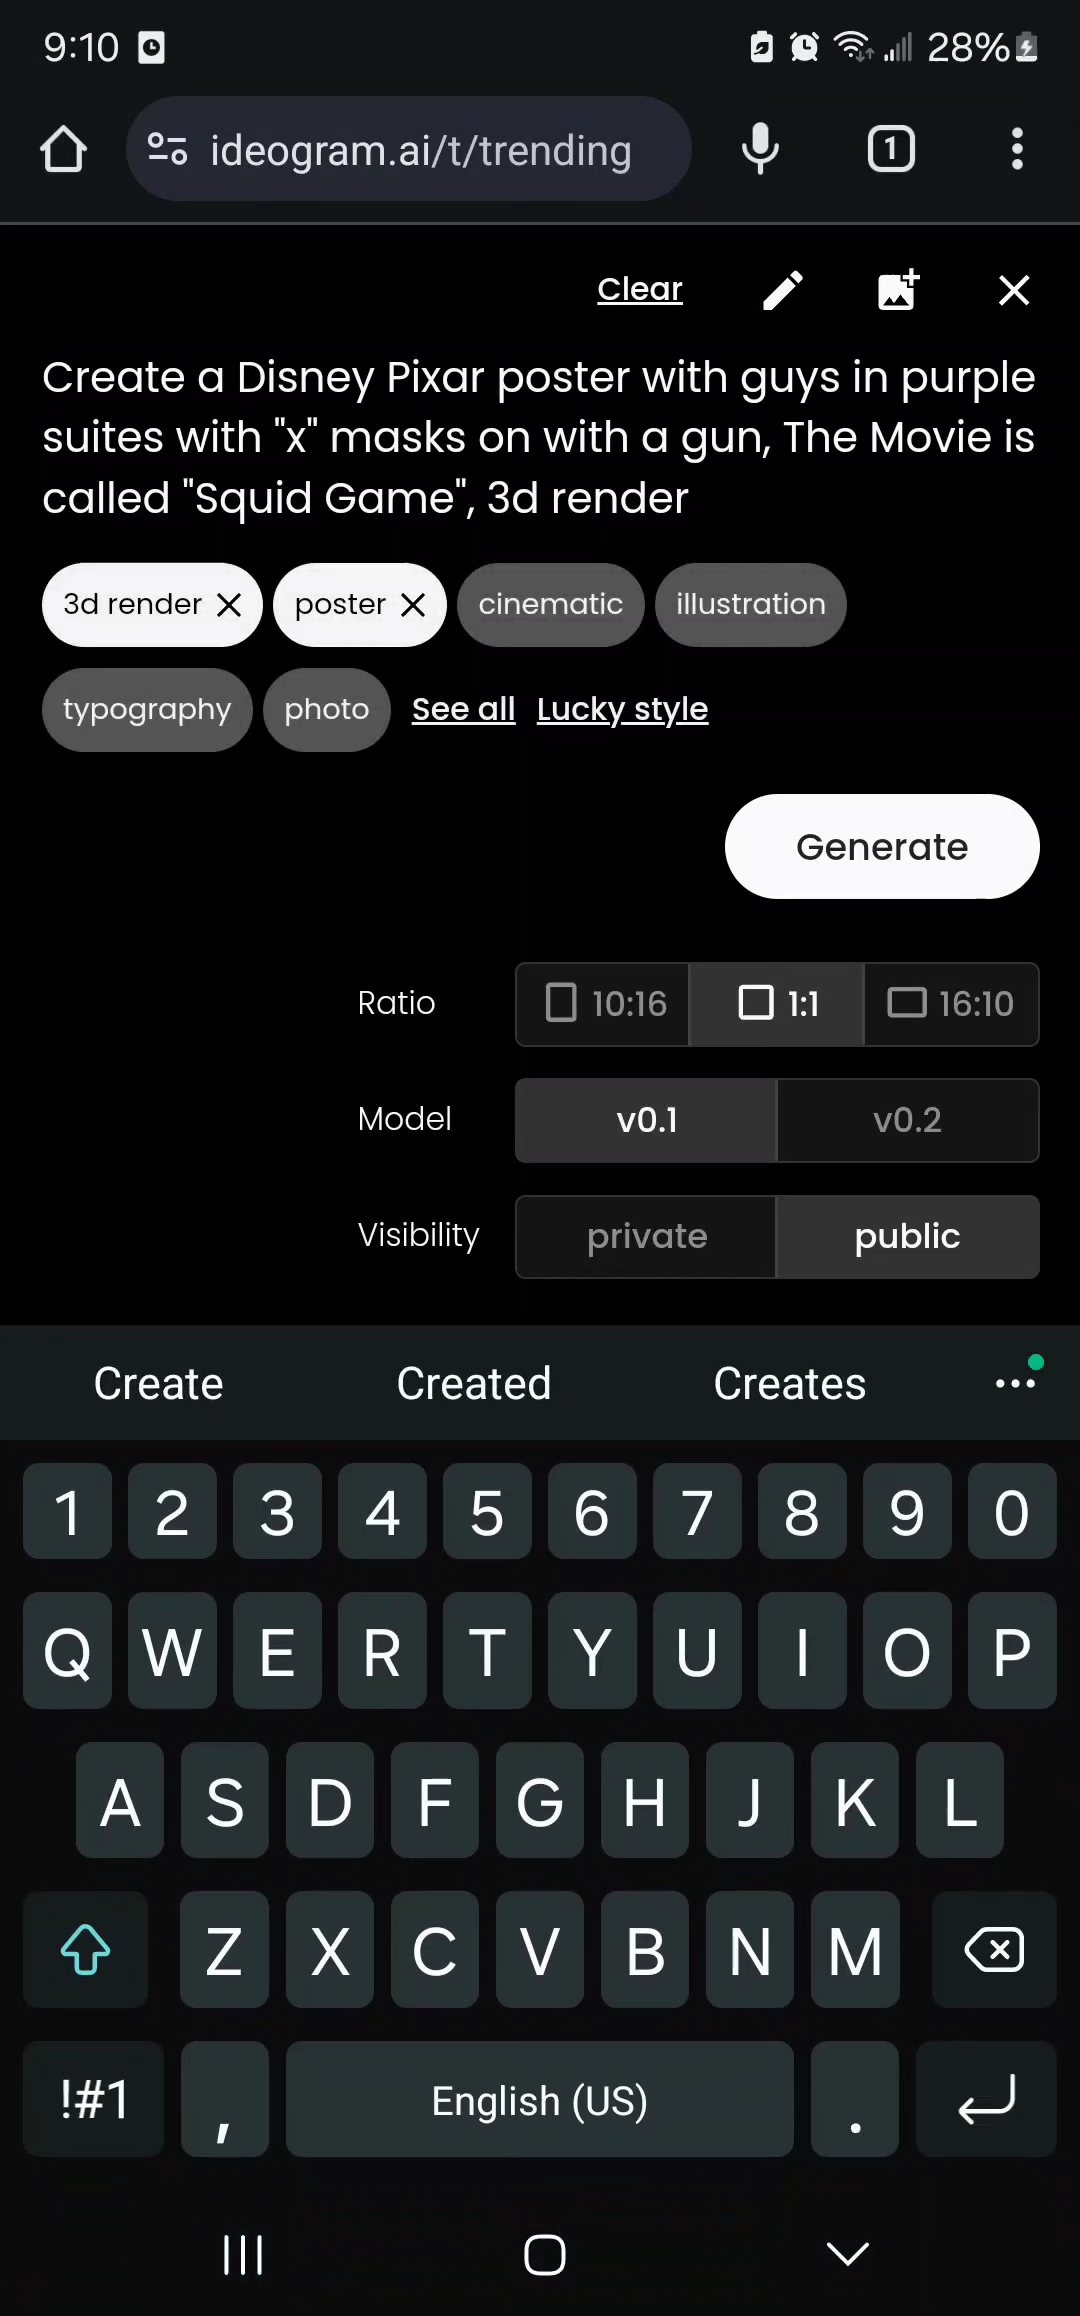 9:10
28%
ideogram.ai/t/trending
1
Clear
Create a Disney Pixar poster with guys in purple
suites with "x" masks on with a gun, The Movie is
called "Squid Game", 3d render
3d render poster cinematic illustration
typography photo See all Lucky style
Generate
Ratio 10:16 1:1 16:10
Model v0.1 v0.2
Visibility private public
Create Created Creates
1 2 3 4 5 6 7 8 9 0
Q W E R T Y U I O P
A S D F G H J K L
Z X C V B N M
!#1 , English (US) .